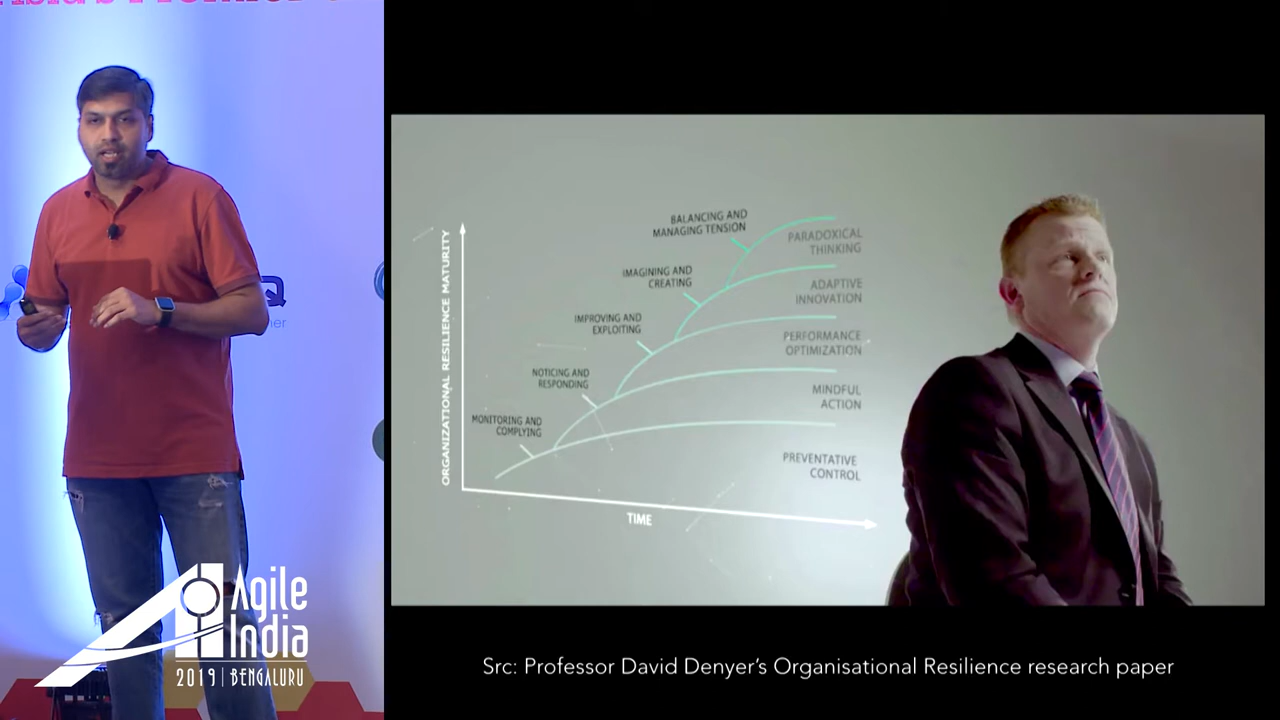 Agile
India
2019 | BENGALURU
BALANCING AND
MANAGING TENSION
PARADOXICAL
THINKING
IMAGINING AND
CREATING
ADAPTIVE
INNOVATION
IMPROVING AND
EXPLOITING
PERFORMANCE
OPTIMIZATION
NOTICING AND
RESPONDING
MINDFUL
ACTION
MONITORING AND
COMPLYING
PREVENTATIVE
CONTROL
ORGANIZATIONAL RESILIENCE MATURITY
TIME
Src: Professor David Denyer's Organisational Resilience research paper